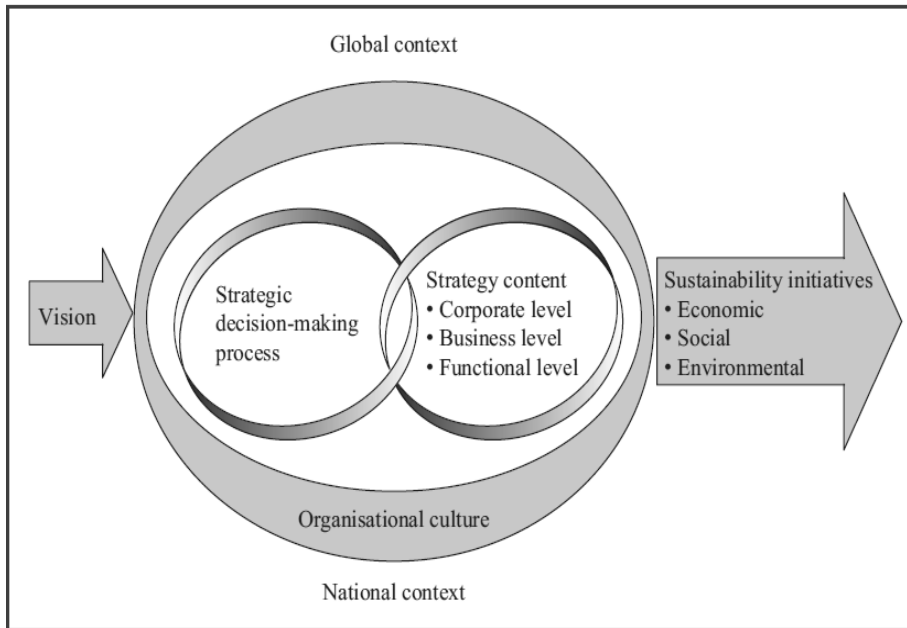 Global context
Vision
Strategic
decision-making
process
Strategy content
• Corporate level
• Business level
• Functional level
Sustainability initiatives
• Economic
• Social
• Environmental
Organisational culture
National context